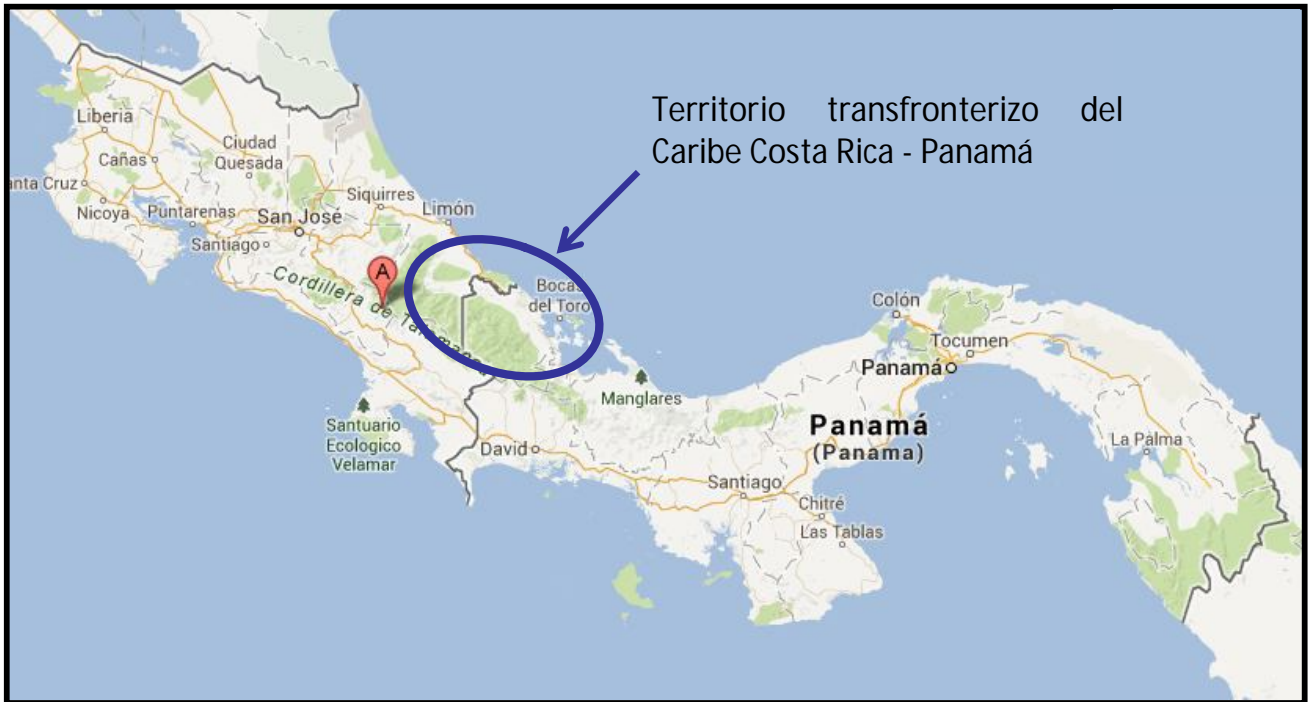 Territorio transfronterizo del
Caribe Costa Rica - Panamá
Liberia
Cañas
Ciudad
Quesada
nta Cruz
Nicoya
Puntarenas
San José
Siquirres
Limón
Santiago
A
Cordillera de Talamanca
Bocas
del Toro
Colón
Tocumen
Panamá
Manglares
Panamá
(Panama)
La Palma
Santuario
Ecologico
Velamar
David
Santiago
Chitré
Las Tablas